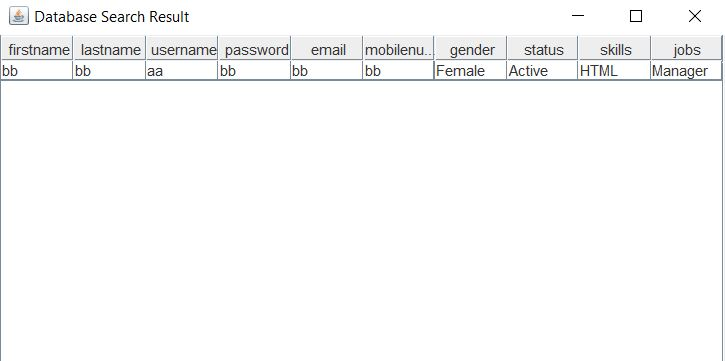 Database Search Result
firstname lastname username password email mobilenu... gender status skills jobs
bb bb aa bb bb bb Female Active HTML Manager